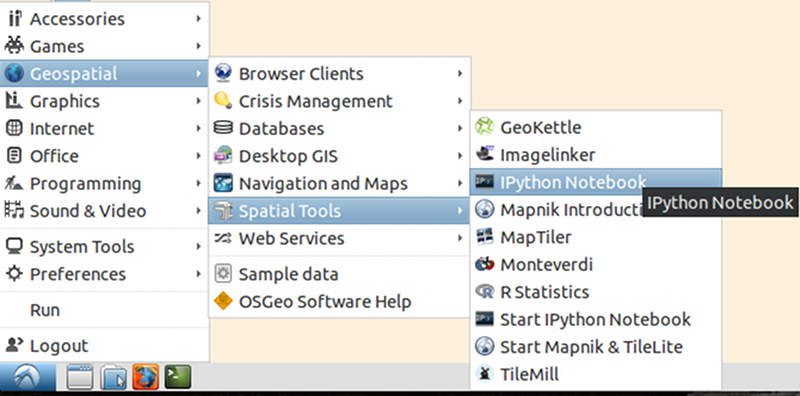 Accessories
Games
Geospatial
Graphics
Internet
Office
Programming
Sound & Video
System Tools
Preferences
Run
Logout
Browser Clients
Crisis Management
Databases
Desktop GIS
Navigation and Maps
Spatial Tools
Web Services
Sample data
OSGeo Software Help
GeoKettle
Imagelinker
IPython Notebook
Mapnik Introducti
MapTiler
Monteverdi
R Statistics
Start IPython Notebook
Start Mapnik & TileLite
TileMill
IPython Notebook